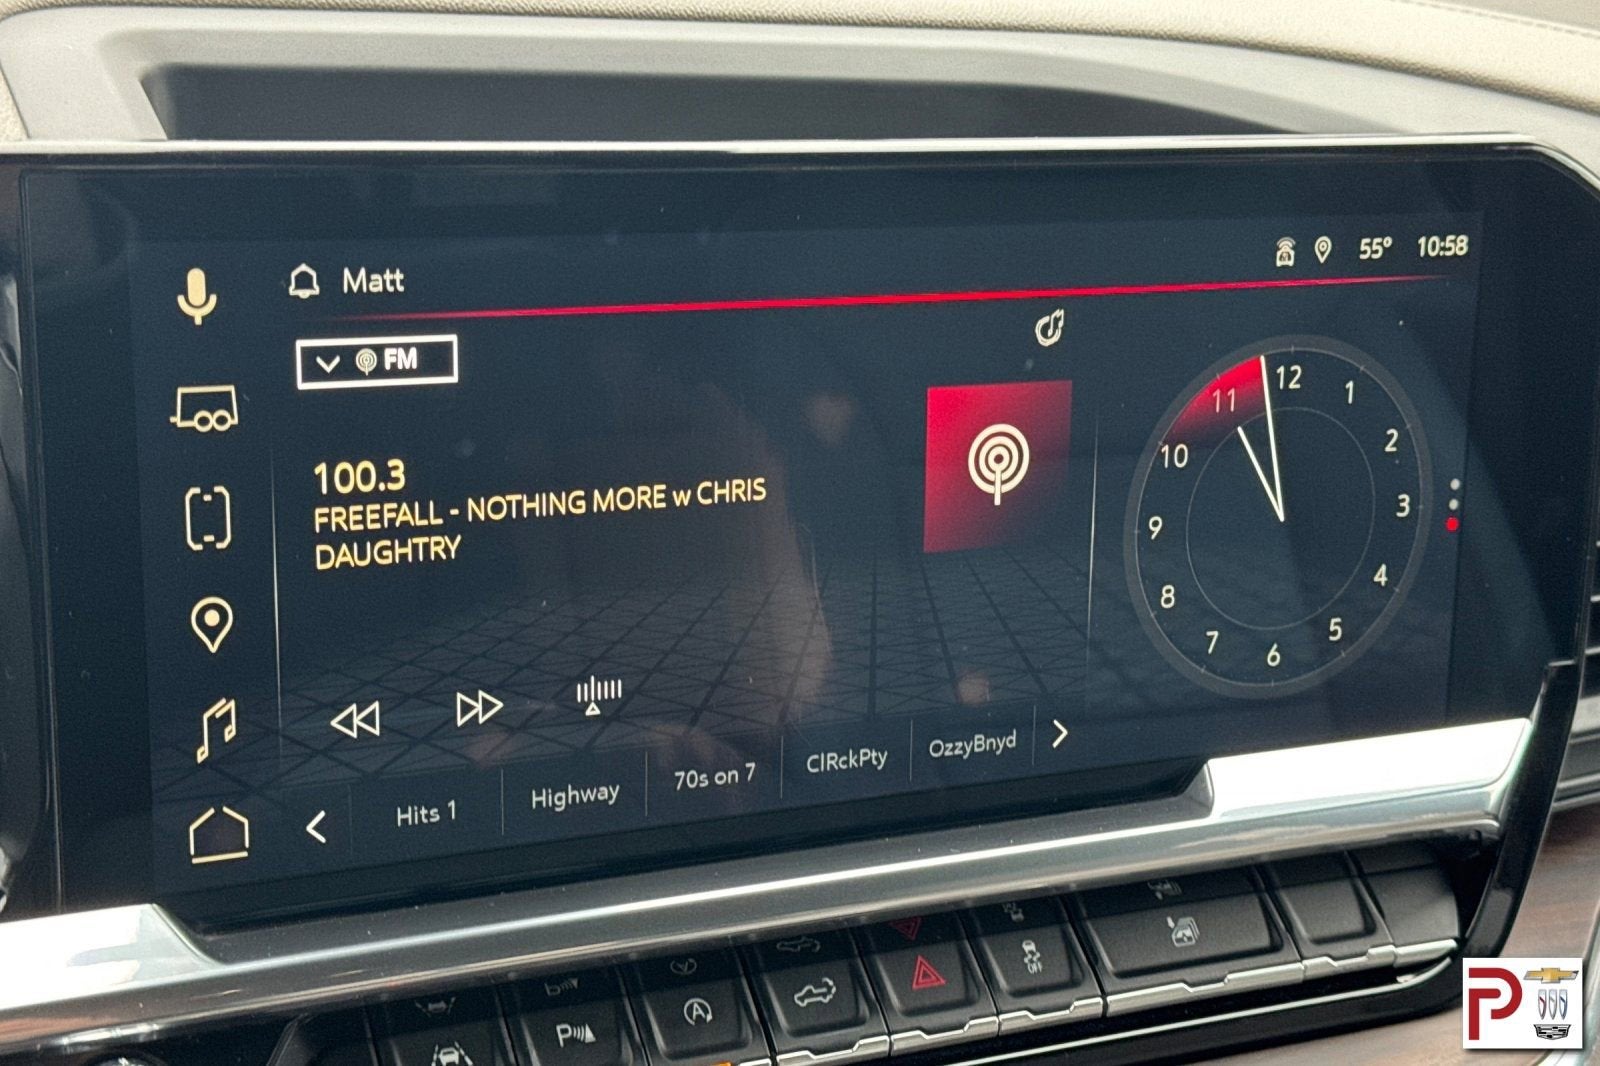 Matt
55° 10:58
FM
100.3
FREEFALL - NOTHING MORE w CHRIS
DAUGHTRY
12
1
2
3
4
5
6
7
8
9
10
11
Hits 1
Highway
70s on 7
ClRckPty
OzzyBnyd
OFF
A
P
P